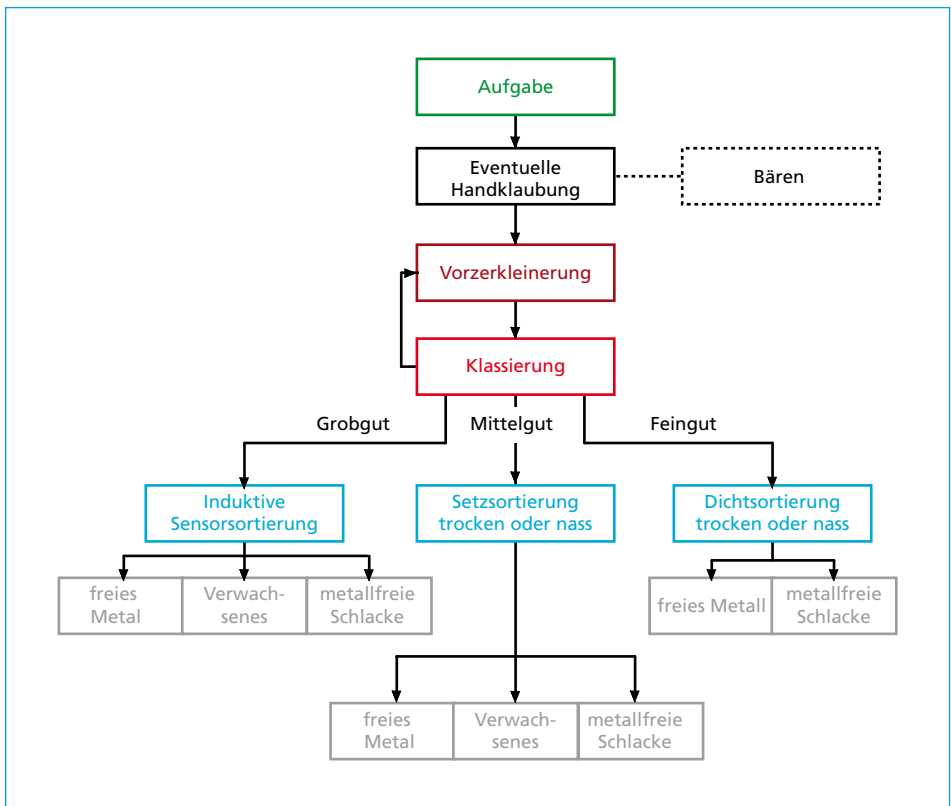 Aufgabe
Eventuelle
Handklaubung
Bären
Vorzerkleinerung
Klassierung
Grobgut
Mittelgut
Feingut
Induktive
Sensorsortierung
Setzsortierung
trocken oder nass
Dichtsortierung
trocken oder nass
freies
Metal
Verwach-
senes
metallfreie
Schlacke
freies Metall
metallfreie
Schlacke
freies
Metal
Verwach-
senes
metallfreie
Schlacke